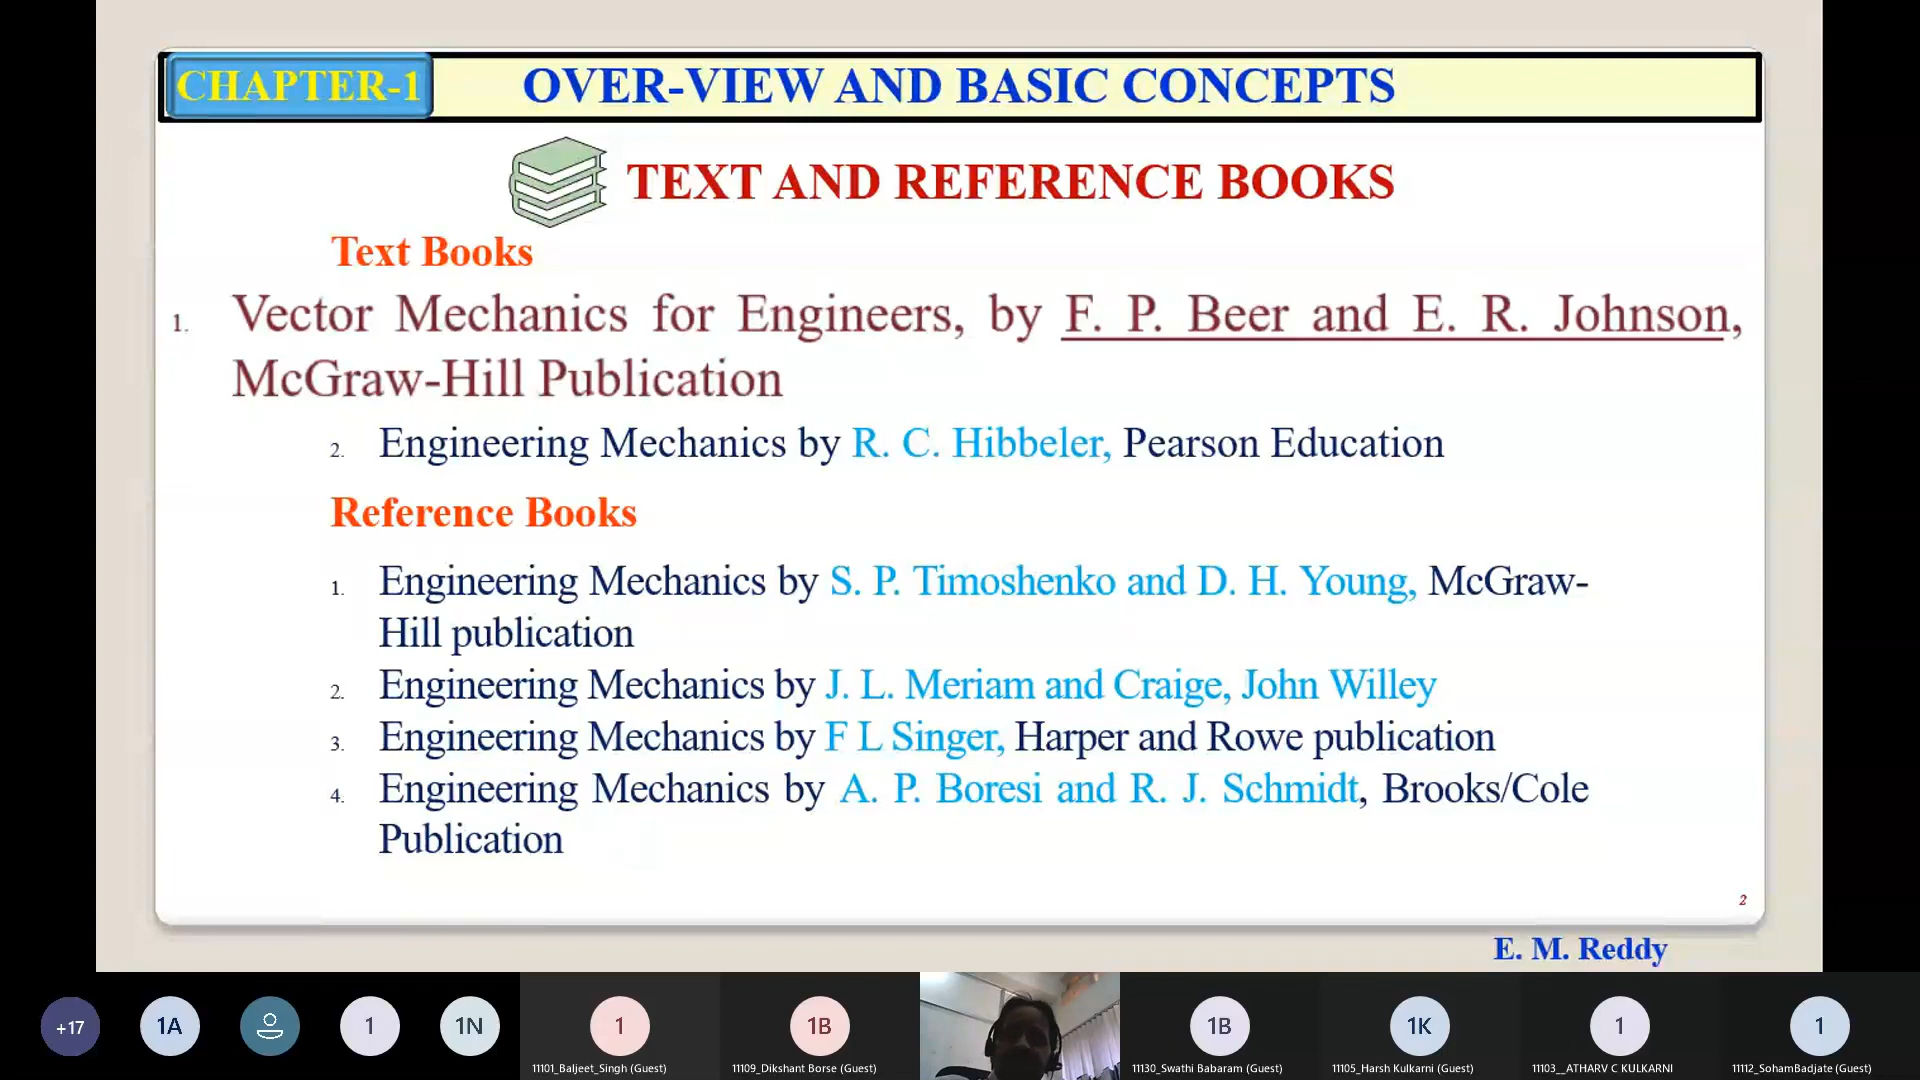 CHAPTER-1 OVER-VIEW AND BASIC CONCEPTS
TEXT AND REFERENCE BOOKS
Text Books
1. Vector Mechanics for Engineers, by F. P. Beer and E. R. Johnson,
McGraw-Hill Publication
2. Engineering Mechanics by R. C. Hibbeler, Pearson Education
Reference Books
1. Engineering Mechanics by S. P. Timoshenko and D. H. Young, McGraw-
Hill publication
2. Engineering Mechanics by J. L. Meriam and Craige, John Willey
3. Engineering Mechanics by F L Singer, Harper and Rowe publication
4. Engineering Mechanics by A. P. Boresi and R. J. Schmidt, Brooks/Cole
Publication
2
E. M. Reddy
+17 1A 1 1N 1 1B 1B 1K 1 1
11101_Baljeet_Singh (Guest) 11109_Dikshant Borse (Guest) 11130_Swathi Babaram (Guest) 11105_Harsh Kulkarni (Guest) 11103__ATHARV C KULKARNI 11112_SohamBadjate (Guest)